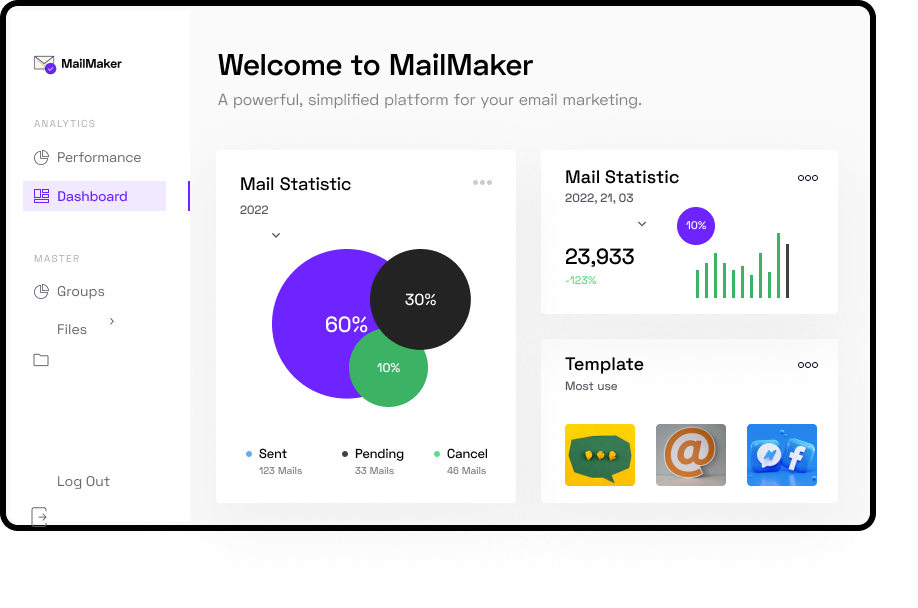 MailMaker
ANALYTICS
Performance
Dashboard
MASTER
Groups
Files
Log Out
Welcome to MailMaker
A powerful, simplified platform for your email marketing.
Mail Statistic
2022
60%
30%
10%
Sent
123 Mails
Pending
33 Mails
Cancel
46 Mails
Mail Statistic
2022, 21, 03
10%
23,933
-123%
Template
Most use
@
f